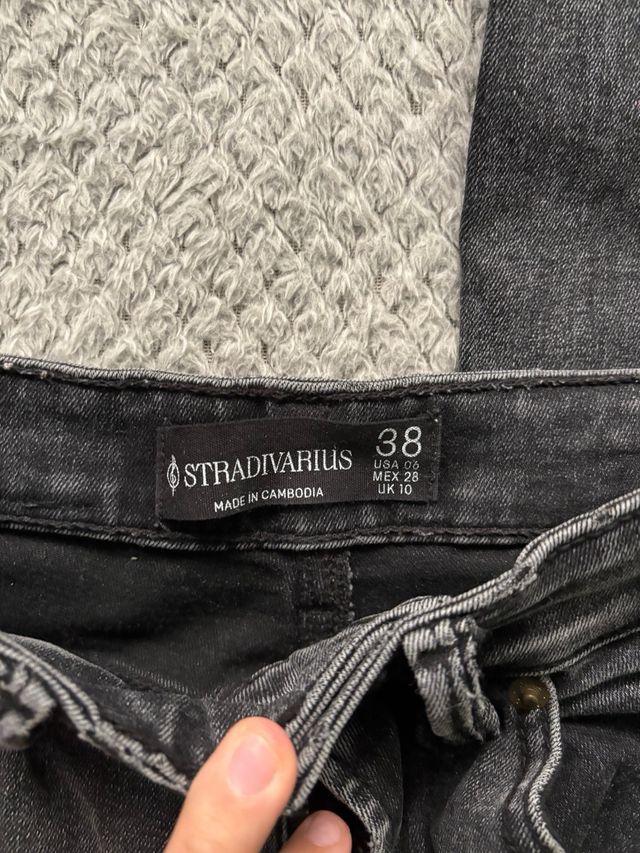 STRADIVARIUS
MADE IN CAMBODIA
38
USA 06
MEX 28
UK 10